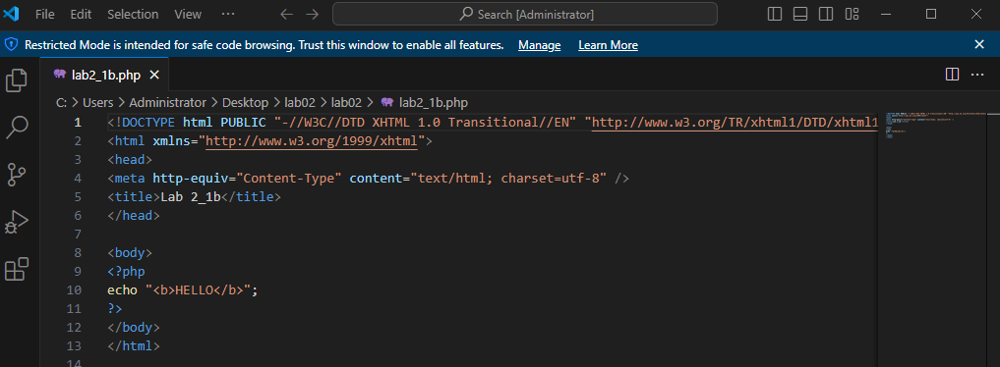 File Edit Selection View ··· Search [Administrator]
Restricted Mode is intended for safe code browsing. Trust this window to enable all features. Manage Learn More
lab2_1b.php
C: > Users > Administrator > Desktop > lab02 > lab02 > lab2_1b.php
1 <!DOCTYPE html PUBLIC "-//W3C//DTD XHTML 1.0 Transitional//EN" "http://www.w3.org/TR/xhtml1/DTD/xhtml1
2 <html xmlns="http://www.w3.org/1999/xhtml">
3 <head>
4 <meta http-equiv="Content-Type" content="text/html; charset=utf-8" />
5 <title>Lab 2_1b</title>
6 </head>
7
8 <body>
9 <?php
10 echo "<b>HELLO</b>";
11 ?>
12 </body>
13 </html>
14